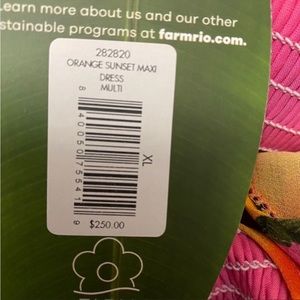 Learn more about us and our other
stainable programs at farmrio.com.
282820
ORANGE SUNSET MAXI
DRESS
MULTI
XL
$250.00